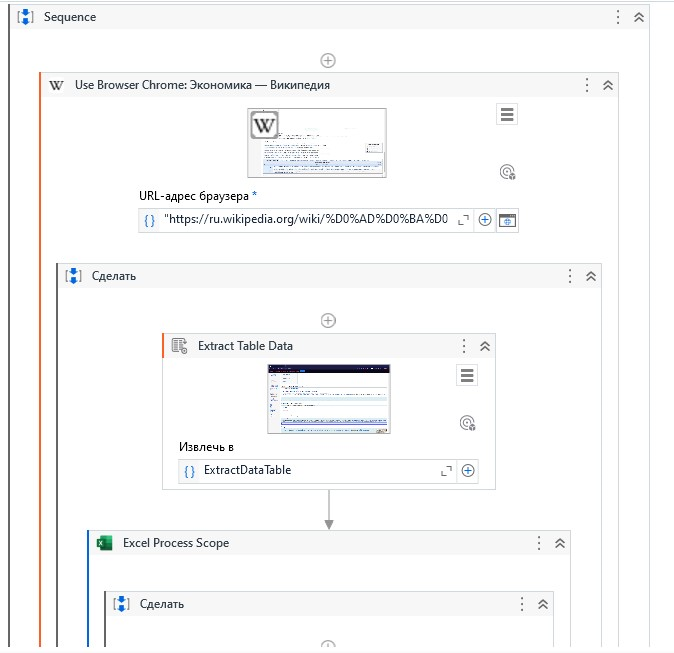 Sequence
Use Browser Chrome: Экономика — Википедия
W
URL-адрес браузера *
"https://ru.wikipedia.org/wiki/%D0%AD%D0%BA%D0
Сделать
Extract Table Data
Извлечь в
ExtractDataTable
Excel Process Scope
Сделать